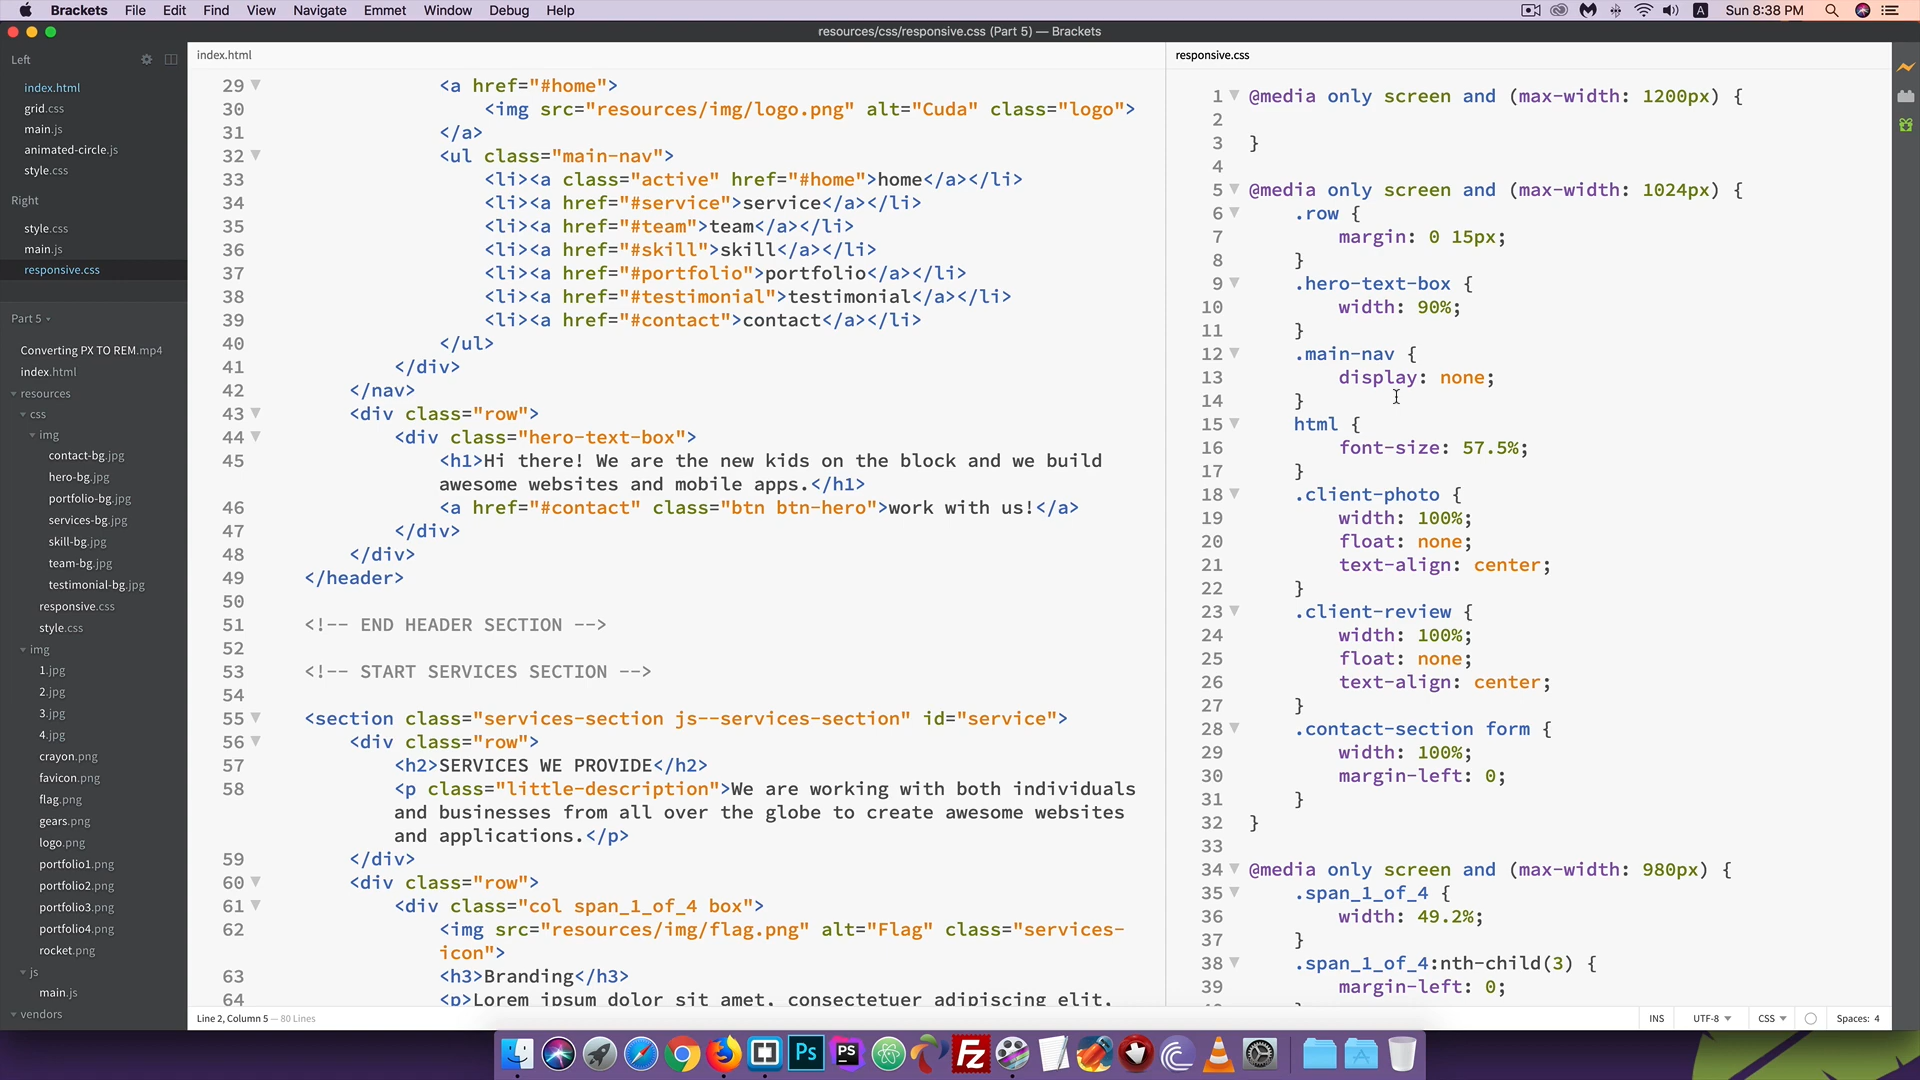 Brackets File Edit Find View Navigate Emmet Window Debug Help
A Sun 8:38 PM
resources/css/responsive.css (Part 5) — Brackets
Left
index.html
grid.css
main.js
animated-circle.js
style.css
Right
style.css
main.js
responsive.css
Part 5
Converting PX TO REM.mp4
index.html
resources
css
img
contact-bg.jpg
hero-bg.jpg
portfolio-bg.jpg
services-bg.jpg
skill-bg.jpg
team-bg.jpg
testimonial-bg.jpg
responsive.css
style.css
img
1.jpg
2.jpg
3.jpg
4.jpg
crayon.png
favicon.png
flag.png
gears.png
logo.png
portfolio1.png
portfolio2.png
portfolio3.png
portfolio4.png
rocket.png
js
main.js
vendors
index.html
29 <a href="#home">
30 <img src="resources/img/logo.png" alt="Cuda" class="logo">
31 </a>
32 <ul class="main-nav">
33 <li><a class="active" href="#home">home</a></li>
34 <li><a href="#service">service</a></li>
35 <li><a href="#team">team</a></li>
36 <li><a href="#skill">skill</a></li>
37 <li><a href="#portfolio">portfolio</a></li>
38 <li><a href="#testimonial">testimonial</a></li>
39 <li><a href="#contact">contact</a></li>
40 </ul>
41 </div>
42 </nav>
43 <div class="row">
44 <div class="hero-text-box">
45 <h1>Hi there! We are the new kids on the block and we build
awesome websites and mobile apps.</h1>
46 <a href="#contact" class="btn btn-hero">work with us!</a>
47 </div>
48 </div>
49 </header>
50
51 <!-- END HEADER SECTION -->
52
53 <!-- START SERVICES SECTION -->
54
55 <section class="services-section js--services-section" id="service">
56 <div class="row">
57 <h2>SERVICES WE PROVIDE</h2>
58 <p class="little-description">We are working with both individuals
and businesses from all over the globe to create awesome websites
and applications.</p>
59 </div>
60 <div class="row">
61 <div class="col span_1_of_4 box">
62 <img src="resources/img/flag.png" alt="Flag" class="services-
icon">
63 <h3>Branding</h3>
64 <p>Lorem ipsum dolor sit amet, consectetuer adipiscing elit,
responsive.css
1 @media only screen and (max-width: 1200px) {
2
3 }
4
5 @media only screen and (max-width: 1024px) {
6 .row {
7 margin: 0 15px;
8 }
9 .hero-text-box {
10 width: 90%;
11 }
12 .main-nav {
13 display: none;
14 }
15 html {
16 font-size: 57.5%;
17 }
18 .client-photo {
19 width: 100%;
20 float: none;
21 text-align: center;
22 }
23 .client-review {
24 width: 100%;
25 float: none;
26 text-align: center;
27 }
28 .contact-section form {
29 width: 100%;
30 margin-left: 0;
31 }
32 }
33
34 @media only screen and (max-width: 980px) {
35 .span_1_of_4 {
36 width: 49.2%;
37 }
38 .span_1_of_4:nth-child(3) {
39 margin-left: 0;
Line 2, Column 5 — 80 Lines
INS UTF-8 CSS Spaces: 4
Ps PS FZ